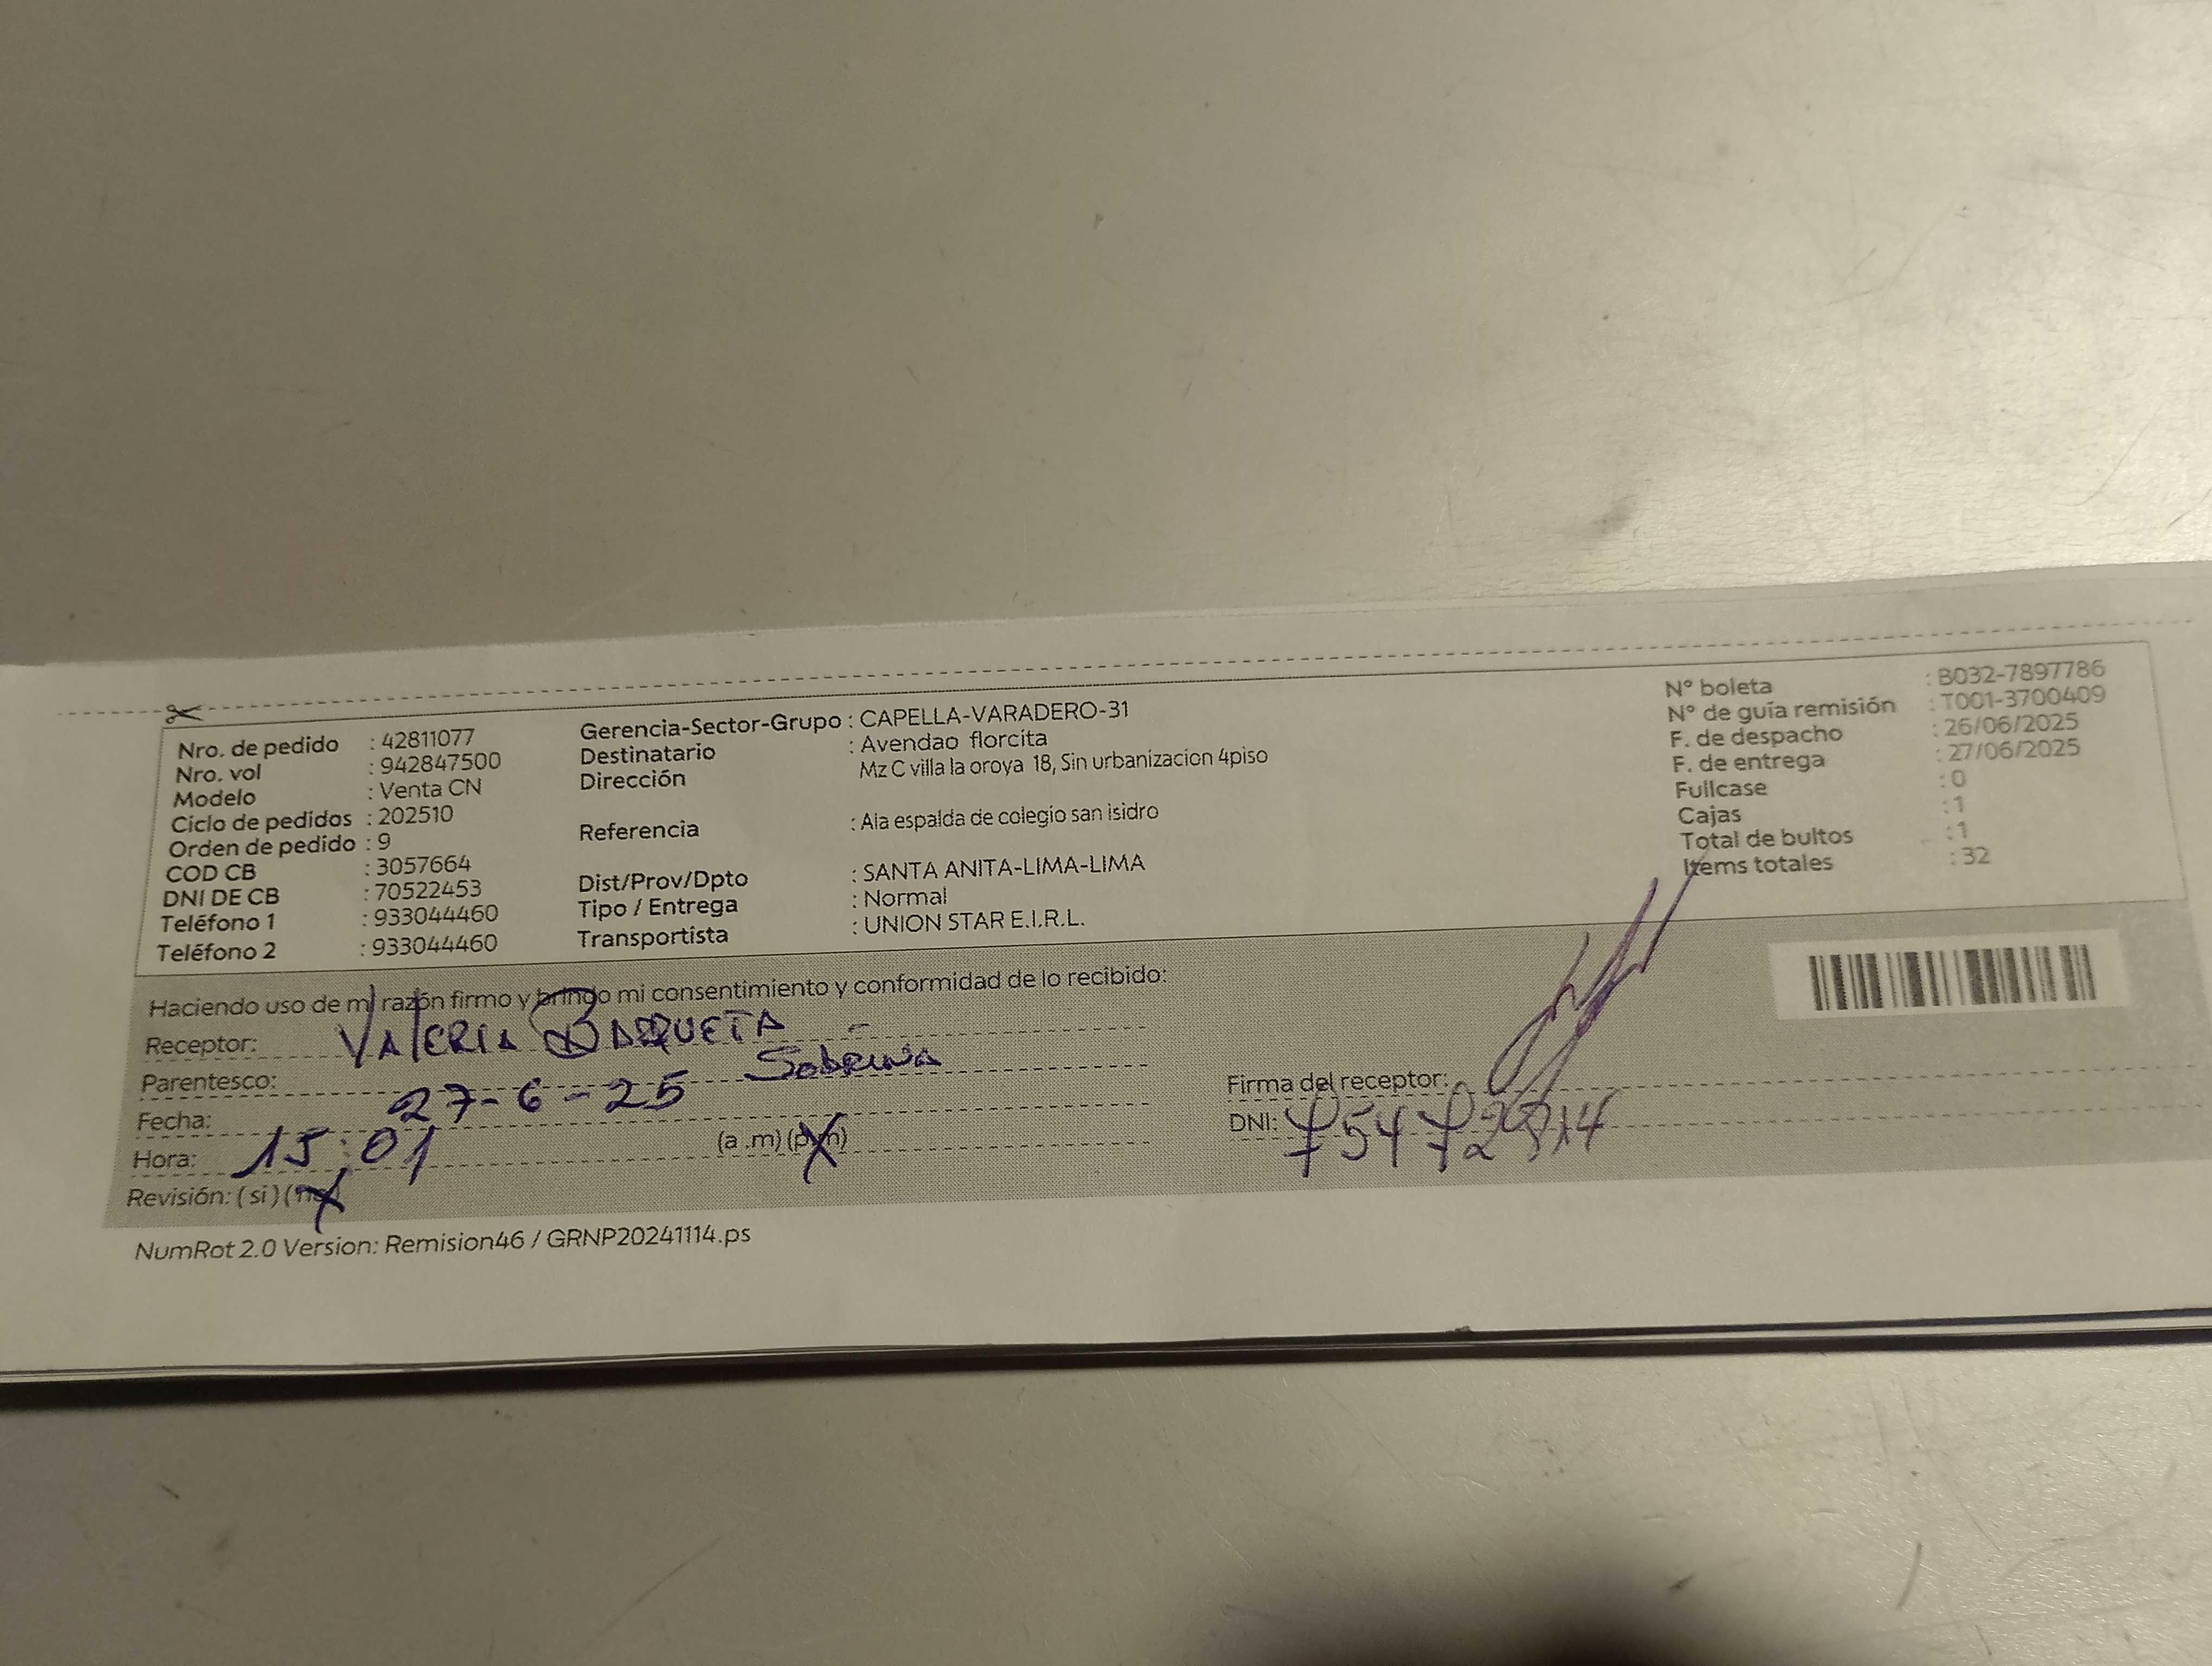 Nro. de pedido : 42811077
Nro. vol : 942847500
Modelo : Venta CN
Ciclo de pedidos : 202510
Orden de pedido : 9
COD CB : 3057664
DNI DE CB : 70522453
Teléfono 1 : 933044460
Teléfono 2 : 933044460
Gerencia-Sector-Grupo : CAPELLA-VARADERO-31
Destinatario : Avendao florcita
Dirección Mz C villa la oroya 18, Sin urbanizacion 4piso
Referencia : Ala espalda de colegio san isidro
Dist/Prov/Dpto : SANTA ANITA-LIMA-LIMA
Tipo / Entrega : Normal
Transportista : UNION STAR E.I.R.L.
N° boleta : B032-7897786
N° de guía remisión : T001-3700409
F. de despacho : 26/06/2025
F. de entrega : 27/06/2025
Fullcase : 0
Cajas : 1
Total de bultos : 1
Items totales : 32
Haciendo uso de mi razón firmo y brindo mi consentimiento y conformidad de lo recibido:
Receptor: VALERIA
Parentesco: SOBRINA
Fecha: 27-6-25
Hora: 15:01 (a .m) (p.m)
Revisión: (si) (no)
Firma del receptor:
DNI:
NumRot 2.0 Version: Remision46 / GRNP20241114.ps